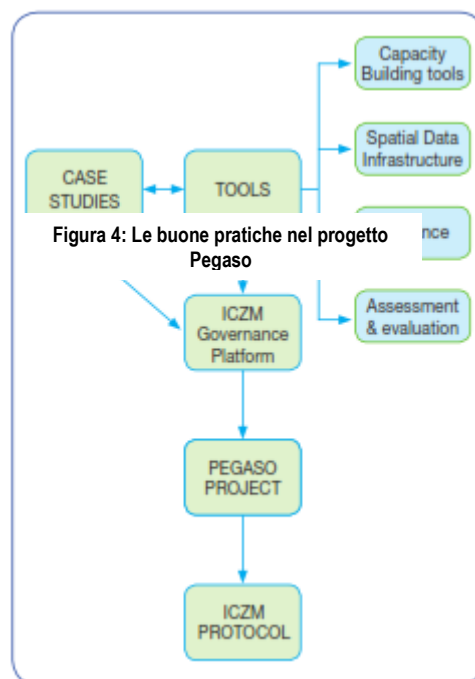 Capacity
Building tools
Spatial Data
Infrastructure
CASE
STUDIES
TOOLS
Figura 4: Le buone pratiche nel progetto
Pegaso
Assessment
& evaluation
ICZM
Governance
Platform
PEGASO
PROJECT
ICZM
PROTOCOL